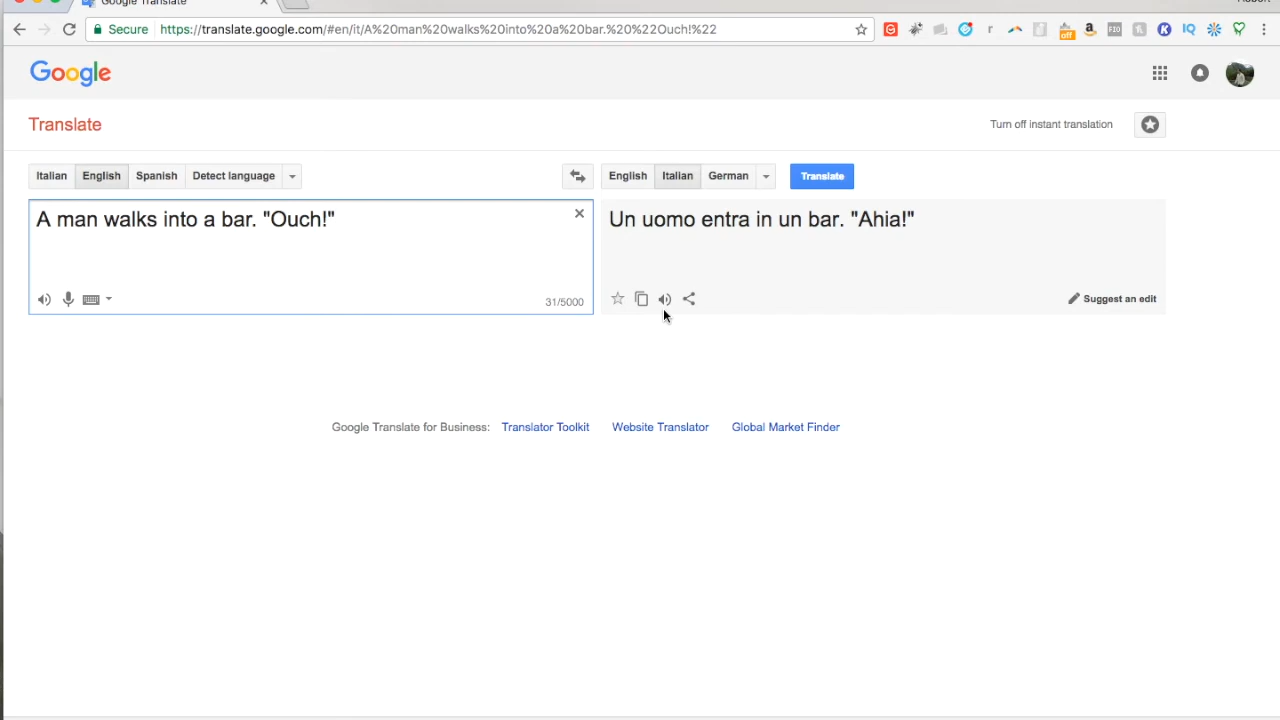 Google Translate
Secure https://translate.google.com/#en/it/A%20man%20walks%20into%20a%20bar.%20%22Ouch!%22
off
Google
Translate
Turn off instant translation
Italian English Spanish Detect language
English Italian German Translate
A man walks into a bar. "Ouch!"
Un uomo entra in un bar. "Ahia!"
31/5000
Suggest an edit
Google Translate for Business: Translator Toolkit Website Translator Global Market Finder